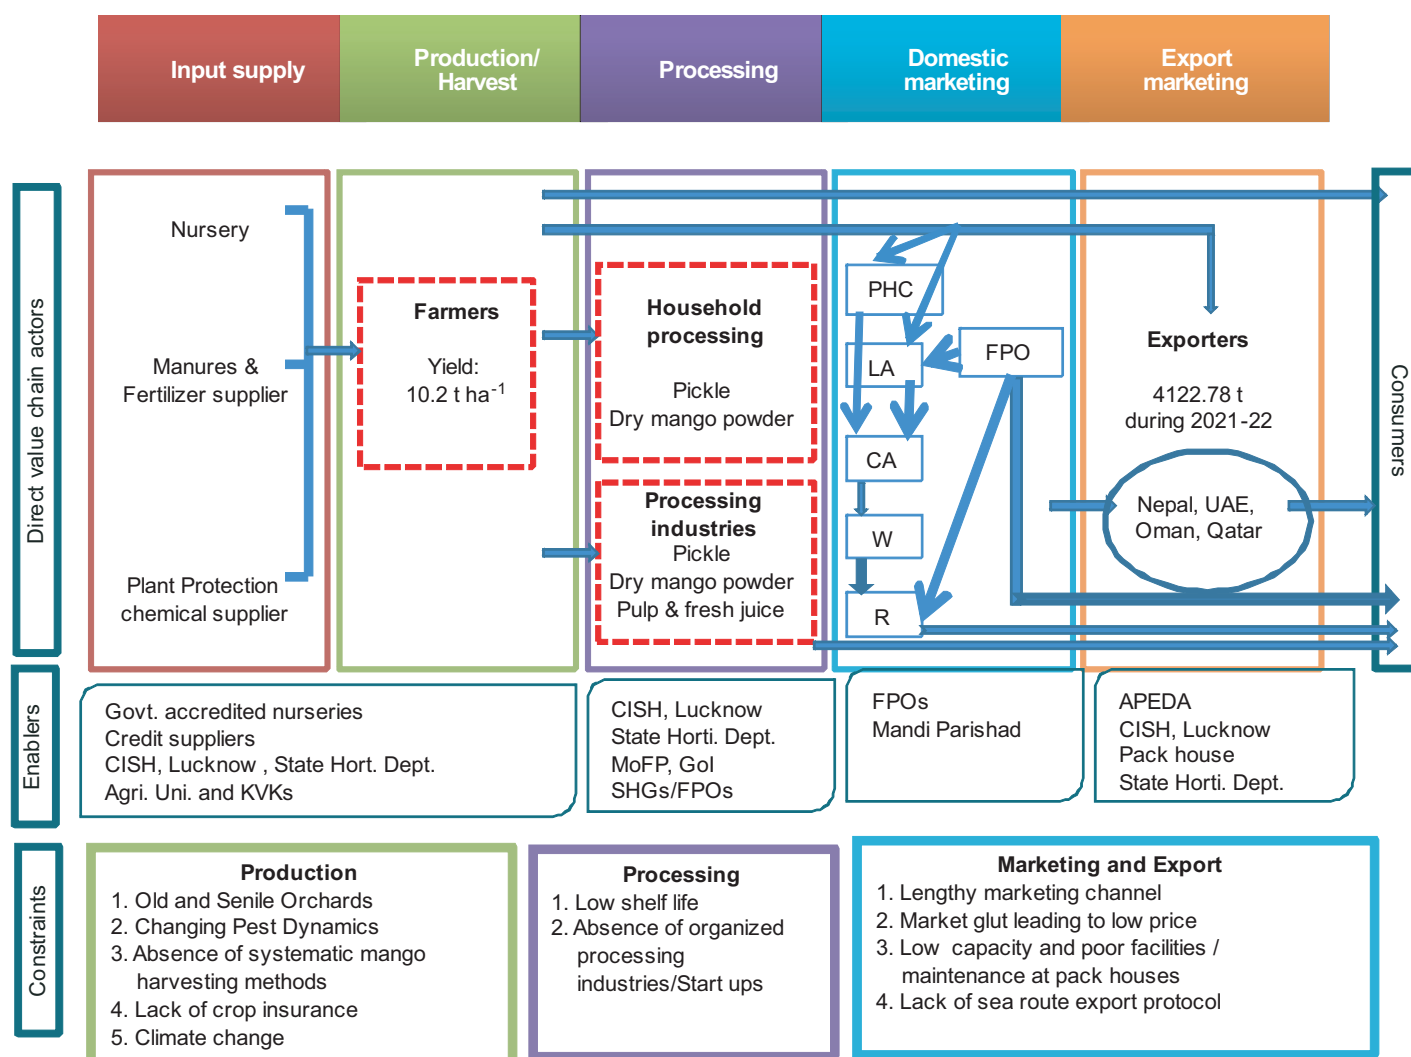 Input supply
Production/
Harvest
Processing
Domestic
marketing
Export
marketing
Direct value chain actors
Nursery
Manures &
Fertilizer supplier
Plant Protection
chemical supplier
Farmers
Yield:
10.2 t ha⁻¹
Household
processing
Pickle
Dry mango powder
Processing
industries
Pickle
Dry mango powder
Pulp & fresh juice
PHC
LA
FPO
CA
W
R
Exporters
4122.78 t
during 2021-22
Nepal, UAE,
Oman, Qatar
Consumers
Enablers
Govt. accredited nurseries
Credit suppliers
CISH, Lucknow , State Hort. Dept.
Agri. Uni. and KVKs
CISH, Lucknow
State Horti. Dept.
MoFP, GoI
SHGs/FPOs
FPOs
Mandi Parishad
APEDA
CISH, Lucknow
Pack house
State Horti. Dept.
Constraints
Production
1. Old and Senile Orchards
2. Changing Pest Dynamics
3. Absence of systematic mango
harvesting methods
4. Lack of crop insurance
5. Climate change
Processing
1. Low shelf life
2. Absence of organized
processing
industries/Start ups
Marketing and Export
1. Lengthy marketing channel
2. Market glut leading to low price
3. Low capacity and poor facilities /
maintenance at pack houses
4. Lack of sea route export protocol